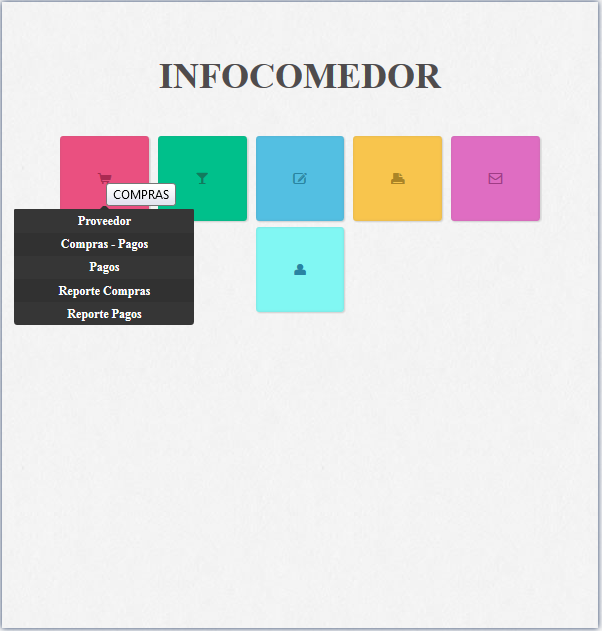 INFOCOMEDOR
COMPRAS
Proveedor
Compras - Pagos
Pagos
Reporte Compras
Reporte Pagos